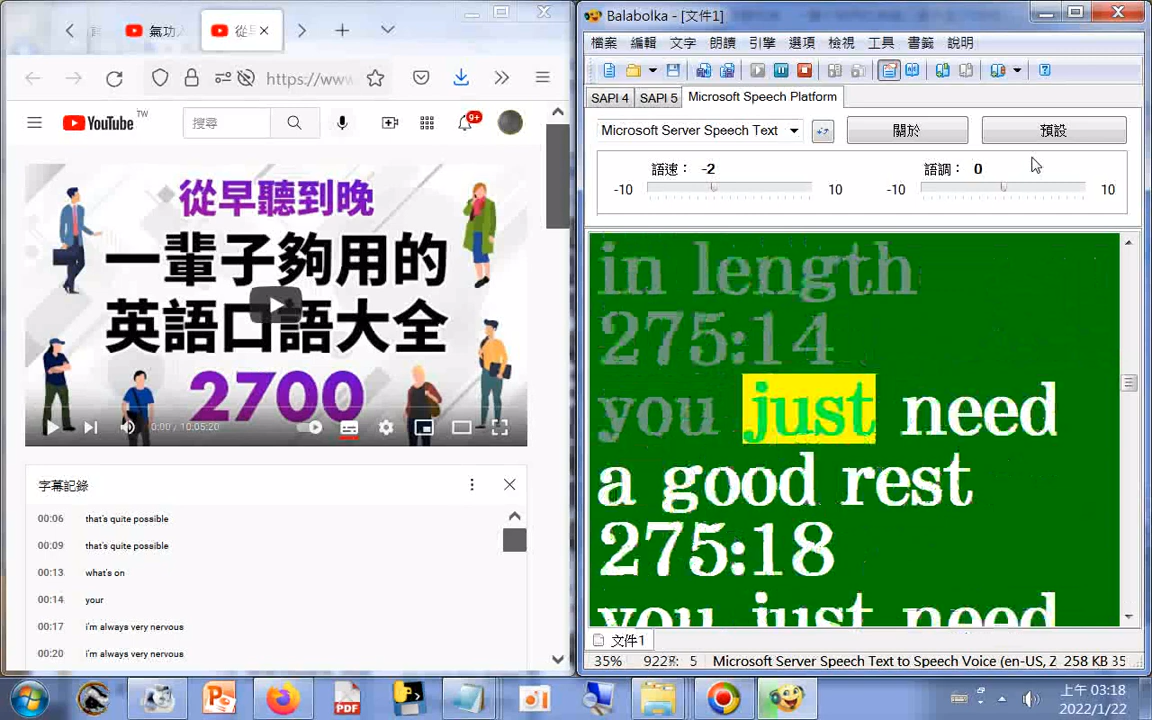 氣功
從
https://www
YouTube TW
搜尋
9+
從早聽到晚
一輩子夠用的
英語口語大全
2700
0:00 / 10:05:20
字幕記錄
00:06 that's quite possible
00:09 that's quite possible
00:13 what's on
00:14 your
00:17 i'm always very nervous
00:20 i'm always very nervous
Balabolka - [文件1]
檔案 編輯 文字 朗讀 引擎 選項 檢視 工具 書籤 說明
SAPI 4 SAPI 5 Microsoft Speech Platform
Microsoft Server Speech Text 關於 預設
語速： -2 語調： 0
-10 10 -10 10
in length
275:14
you just need
a good rest
275:18
you just need
文件1
35% 922F: 5 Microsoft Server Speech Text to Speech Voice (en-US, Z 258 KB 35
PDF
上午 03:18
2022/1/22